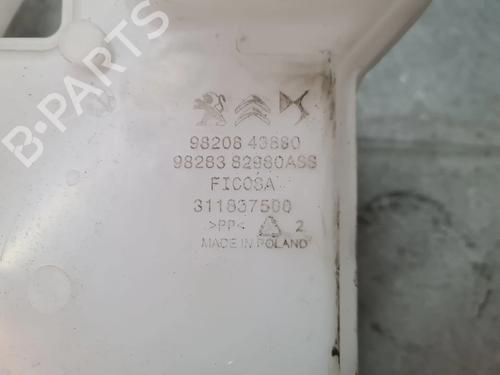 B-PARTS
98208 43880
98283 82980ASS
FICOSA
311837500
>PP< 2
MADE IN POLAND